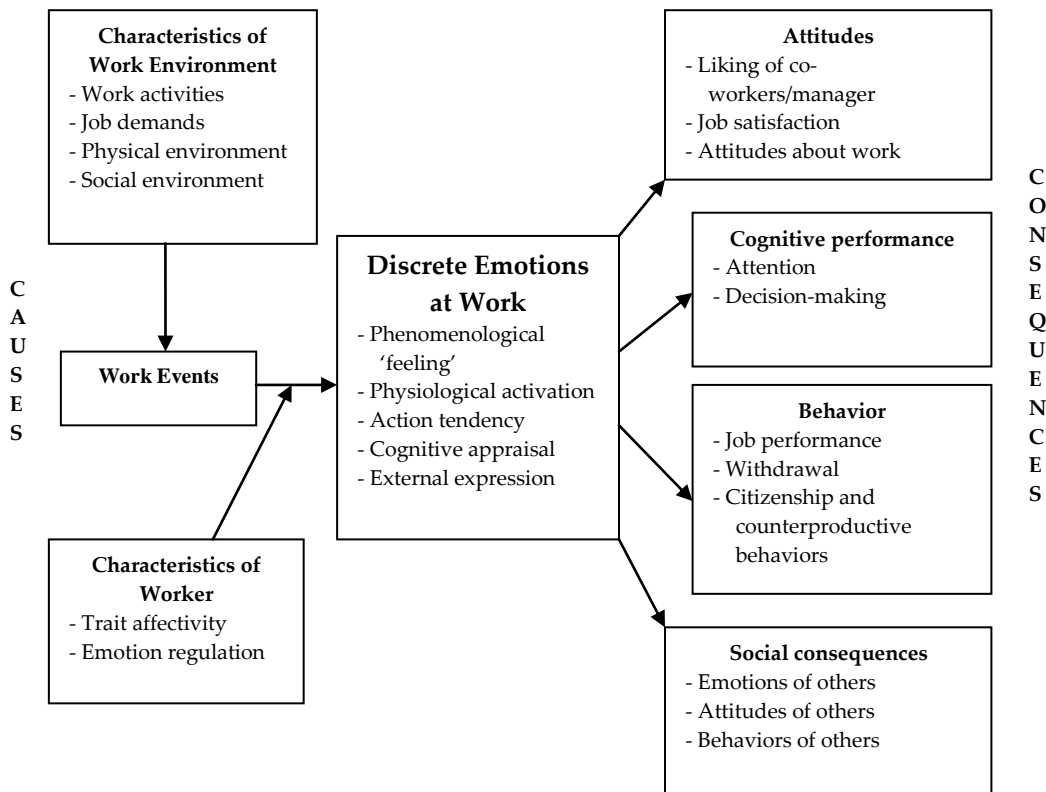 Characteristics of
Work Environment
- Work activities
- Job demands
- Physical environment
- Social environment
C
A
U
S
E
S
Work Events
Characteristics of
Worker
- Trait affectivity
- Emotion regulation
Discrete Emotions
at Work
- Phenomenological
‘feeling’
- Physiological activation
- Action tendency
- Cognitive appraisal
- External expression
Attitudes
- Liking of co-
workers/manager
- Job satisfaction
- Attitudes about work
Cognitive performance
- Attention
- Decision-making
Behavior
- Job performance
- Withdrawal
- Citizenship and
counterproductive
behaviors
Social consequences
- Emotions of others
- Attitudes of others
- Behaviors of others
C
O
N
S
E
Q
U
E
N
C
E
S